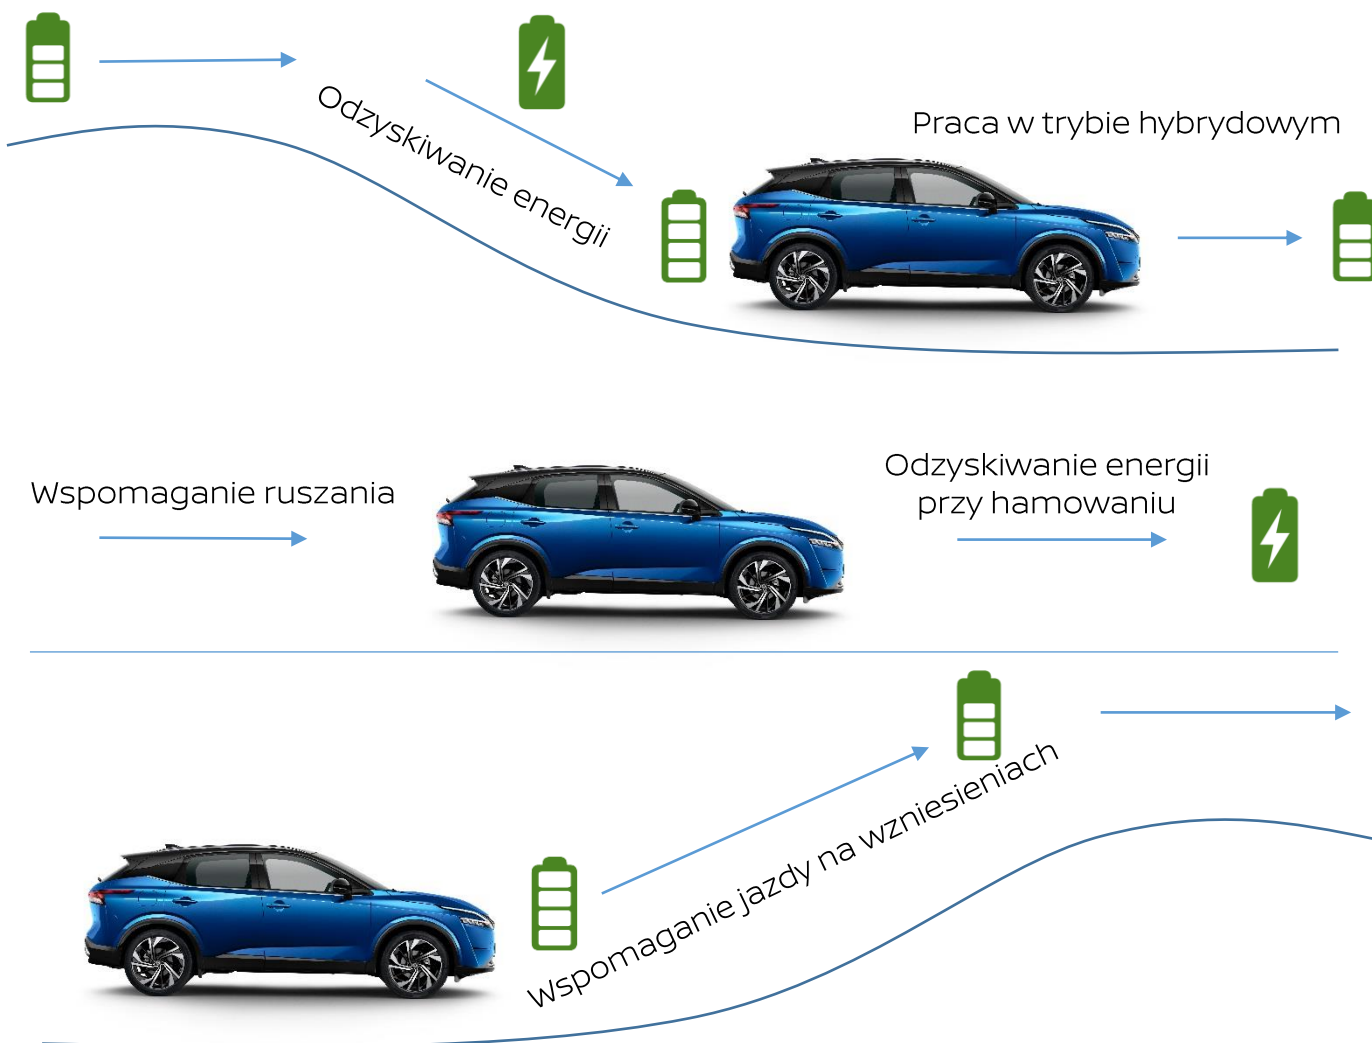 Odzyskiwanie energii
Praca w trybie hybrydowym
Wspomaganie ruszania
Odzyskiwanie energii
przy hamowaniu
Wspomaganie jazdy na wzniesieniach